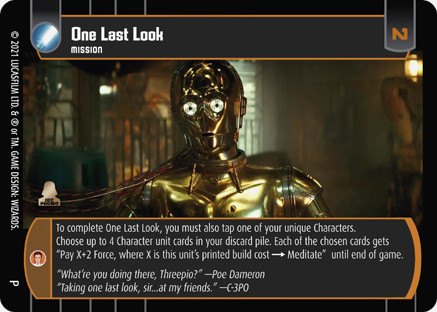 One Last Look
MISSION
N
© 2021 LUCASFILM LTD. & ® or TM. GAME DESIGN: WIZARDS.
P
To complete One Last Look, you must also tap one of your unique Characters.
Choose up to 4 Character unit cards in your discard pile. Each of the chosen cards gets
"Pay X+2 Force, where X is this unit's printed build cost → Meditate" until end of game.
"What're you doing there, Threepio?" —Poe Dameron
"Taking one last look, sir...at my friends." —C-3PO